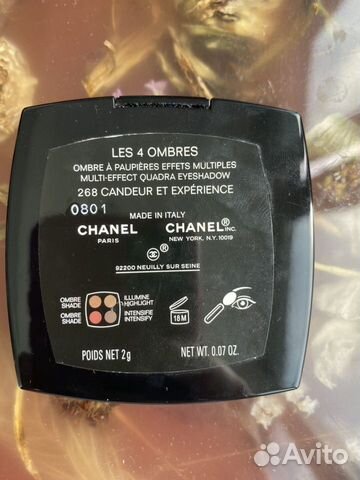 LES 4 OMBRES
OMBRE À PAUPIÈRES EFFETS MULTIPLES
MULTI-EFFECT QUADRA EYESHADOW
268 CANDEUR ET EXPÉRIENCE
0801
MADE IN ITALY
CHANEL CHANEL® INC.
PARIS NEW YORK, N.Y. 10019
®
92200 NEUILLY SUR SEINE
OMBRE ILLUMINE
SHADE HIGHLIGHT
OMBRE INTENSIFIE
SHADE INTENSIFY
18M
POIDS NET 2g NET WT. 0.07 OZ.
Avito